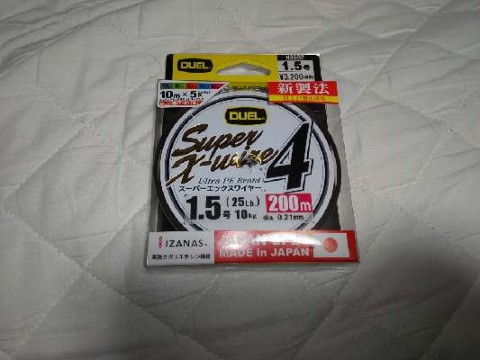 DUEL
1.5号
¥3,200
10m×5
新製法
DUEL
Super
X-wire 4
Ultra PE Braid
スーパーエックスワイヤー
1.5号
(25Lb.)
10kg
200m
dia. 0.21mm
IZANAS
MADE in JAPAN